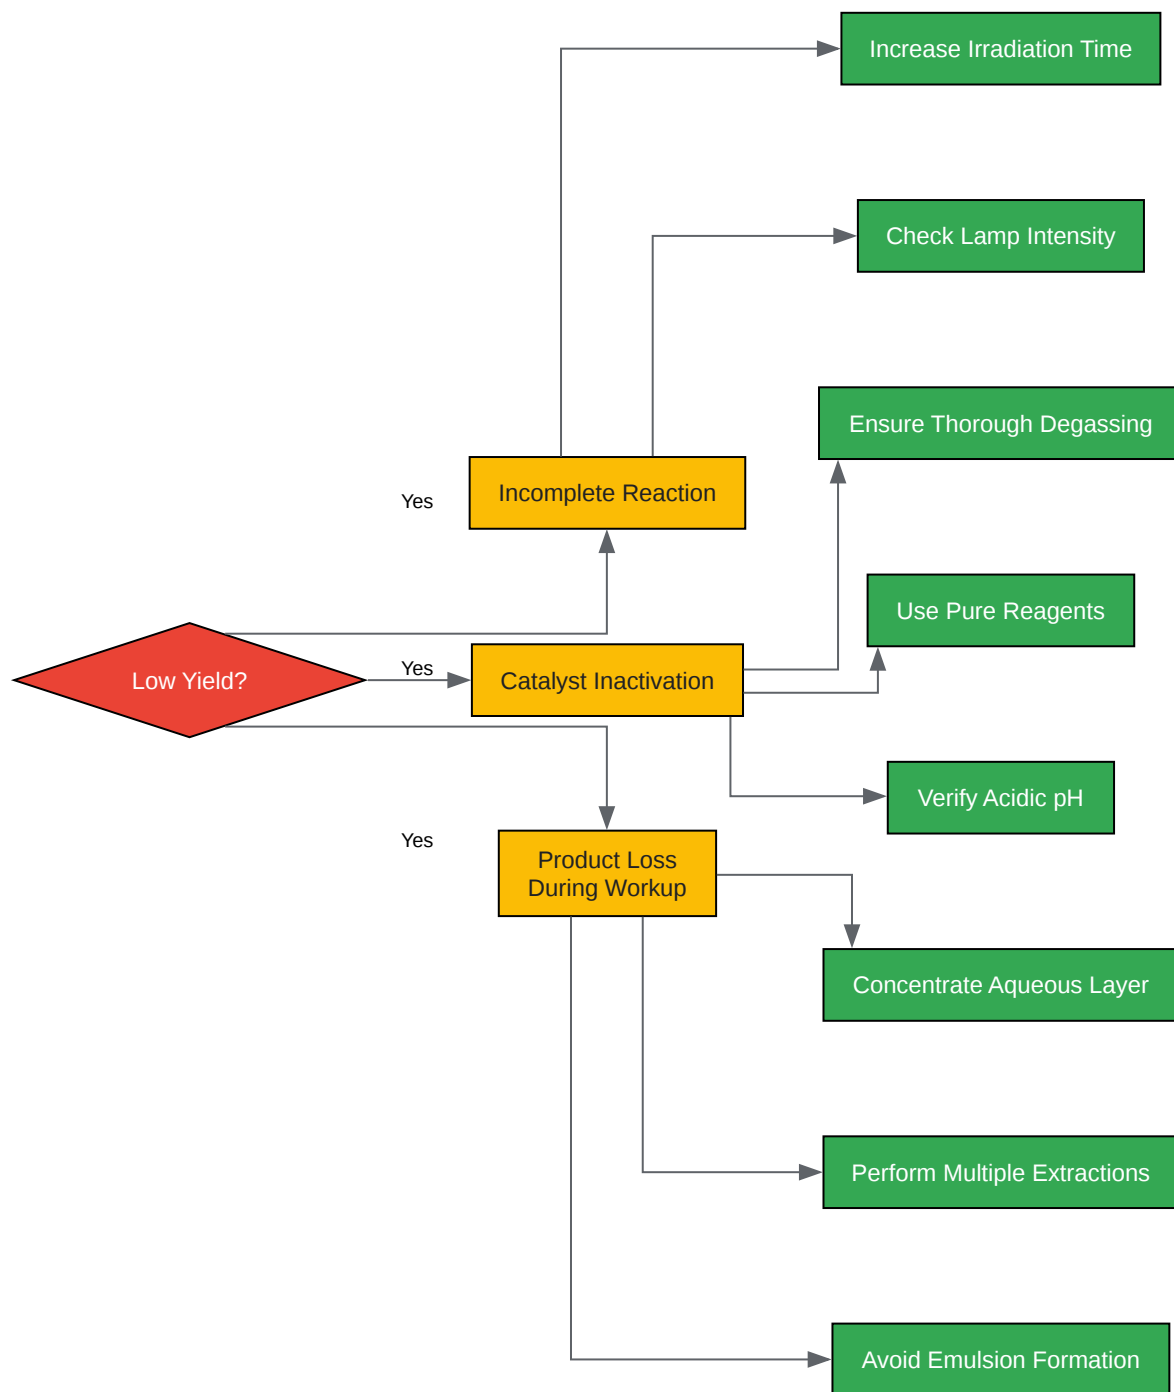 Increase Irradiation Time
Check Lamp Intensity
Ensure Thorough Degassing
Yes
Incomplete Reaction
Use Pure Reagents
Low Yield?
Yes
Catalyst Inactivation
Verify Acidic pH
Yes
Product Loss
During Workup
Concentrate Aqueous Layer
Perform Multiple Extractions
Avoid Emulsion Formation